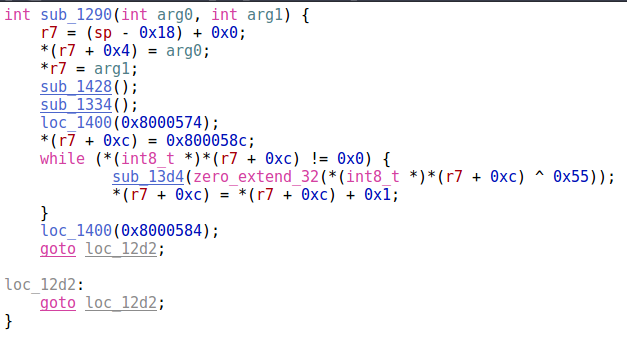 int sub_1290(int arg0, int arg1) {
r7 = (sp - 0x18) + 0x0;
*(r7 + 0x4) = arg0;
*r7 = arg1;
sub_1428();
sub_1334();
loc_1400(0x8000574);
*(r7 + 0xc) = 0x800058c;
while (*(int8_t *)*(r7 + 0xc) != 0x0) {
sub_13d4(zero_extend_32(*(int8_t *)*(r7 + 0xc) ^ 0x55));
*(r7 + 0xc) = *(r7 + 0xc) + 0x1;
}
loc_1400(0x8000584);
goto loc_12d2;
loc_12d2:
goto loc_12d2;
}